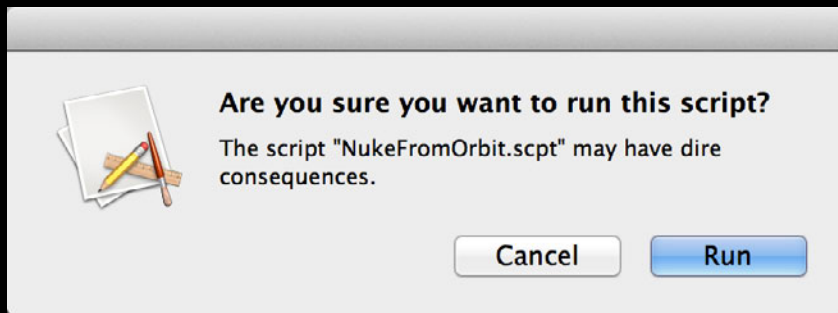 Are you sure you want to run this script?
The script "NukeFromOrbit.scpt" may have dire
consequences.
Cancel
Run